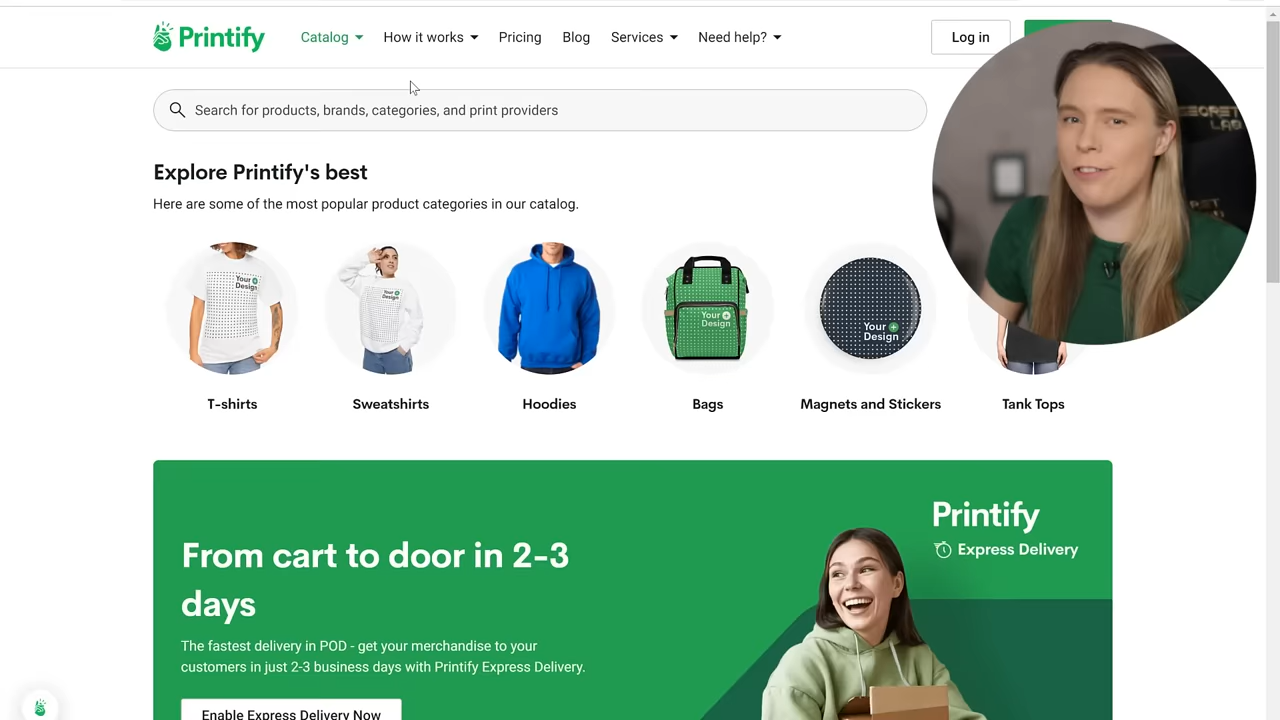 Printify
Catalog
How it works
Pricing
Blog
Services
Need help?
Log in
Search for products, brands, categories, and print providers
Explore Printify's best
Here are some of the most popular product categories in our catalog.
Your
Design
Your
Design
Your
Design
Your
Design
T-shirts
Sweatshirts
Hoodies
Bags
Magnets and Stickers
Tank Tops
Printify
Express Delivery
From cart to door in 2-3
days
The fastest delivery in POD - get your merchandise to your
customers in just 2-3 business days with Printify Express Delivery.
Enable Express Delivery Now